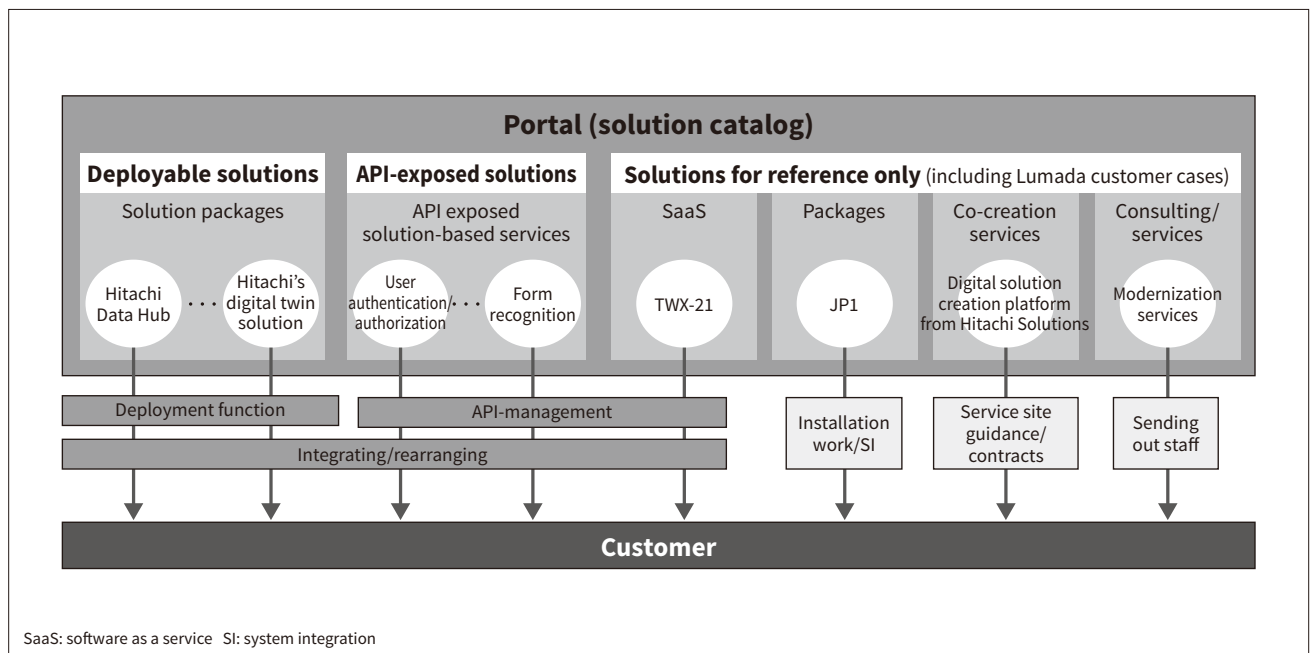 Portal (solution catalog)
Deployable solutions
Solution packages
Hitachi
Data Hub
...
Hitachi's
digital twin
solution
API-exposed solutions
API exposed
solution-based services
User
authentication/
authorization
...
Form
recognition
Solutions for reference only (including Lumada customer cases)
SaaS
TWX-21
Packages
JP1
Co-creation
services
Digital solution
creation platform
from Hitachi Solutions
Consulting/
services
Modernization
services
Deployment function
API-management
Integrating/rearranging
Installation
work/SI
Service site
guidance/
contracts
Sending
out staff
Customer
SaaS: software as a service SI: system integration